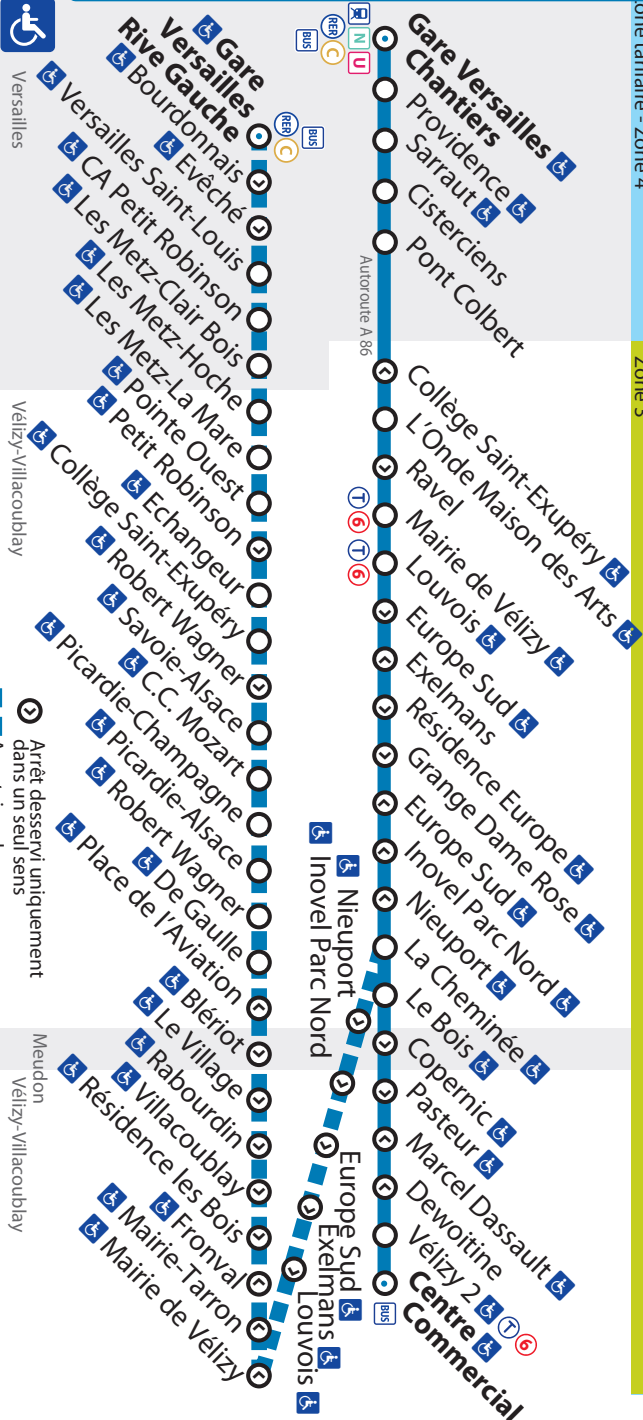 Zone 3
Gare Versailles
Chantiers
N
U
RER
C
BUS
Providence
Sarraut
Cisterciens
Pont Colbert
Autoroute A 86
Collège Saint-Exupéry
L'Onde Maison des Arts
Ravel
Mairie de Vélizy
T 6
Louvois
T 6
Europe Sud
Exelmans
Résidence Europe
Grange Dame Rose
Europe Sud
Inovel Parc Nord
Nieuport
La Cheminée
Le Bois
Copernic
Pasteur
Marcel Dassault
Dewoitine
Vélizy 2
T 6
Centre
Commercial
BUS
Nieuport
Inovel Parc Nord
Europe Sud
Exelmans
Louvois
Gare
Versailles
Rive Gauche
BUS
RER
C
Bourdonnais
Evêché
Versailles Saint-Louis
CA Petit Robinson
Les Metz-Clair Bois
Les Metz-Hoche
Les Metz-La Mare
Pointe Ouest
Petit Robinson
Echangeur
Collège Saint-Exupéry
Robert Wagner
Savoie-Alsace
C.C. Mozart
Picardie-Champagne
Picardie-Alsace
Robert Wagner
De Gaulle
Place de l'Aviation
Blériot
Le Village
Rabourdin
Villacoublay
Résidence les Bois
Fronval
Mairie-Tarron
Mairie de Vélizy
Versailles
Vélizy-Villacoublay
Meudon
Vélizy-Villacoublay
Arrêt desservi uniquement
dans un seul sens